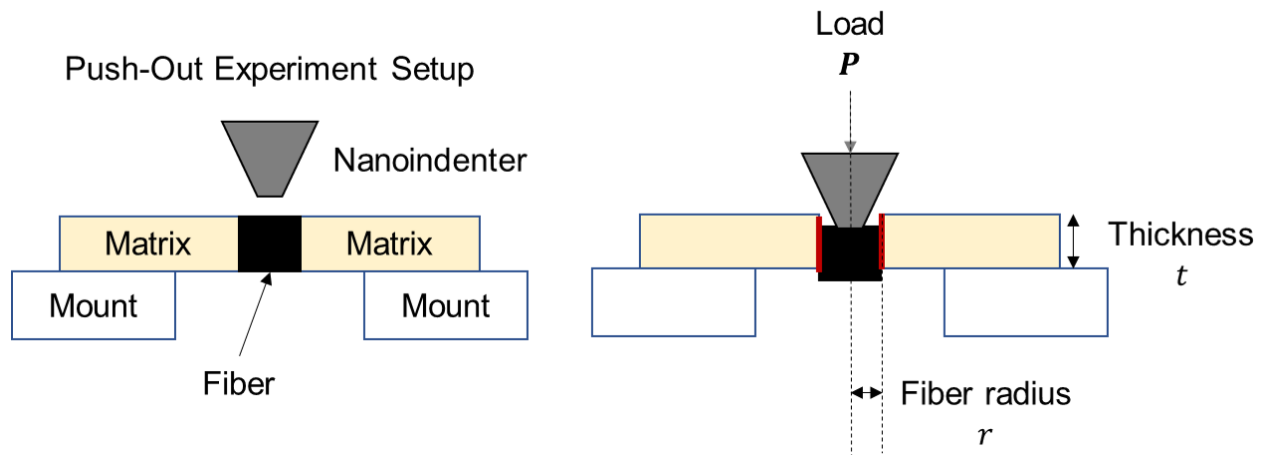 Push-Out Experiment Setup
Nanoindenter
Matrix
Matrix
Mount
Mount
Fiber
Load
P
Thickness
t
Fiber radius
r